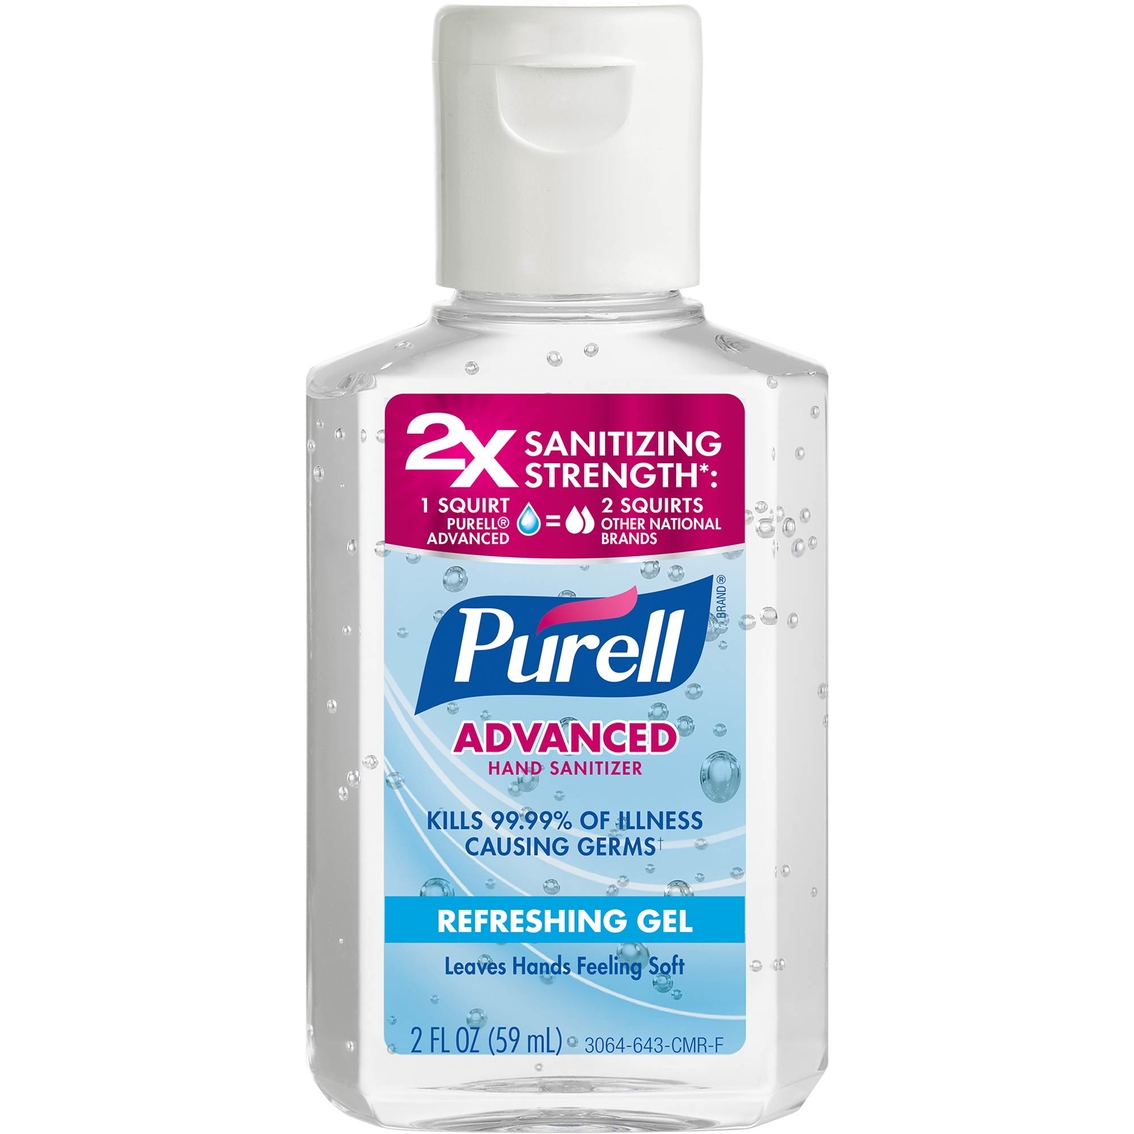 2X SANITIZING
STRENGTH*:
1 SQUIRT
PURELL®
ADVANCED
=
2 SQUIRTS
OTHER NATIONAL
BRANDS
Purell
BRAND®
ADVANCED
HAND SANITIZER
KILLS 99.99% OF ILLNESS
CAUSING GERMS†
REFRESHING GEL
Leaves Hands Feeling Soft
2 FL OZ (59 mL) 3064-643-CMR-F